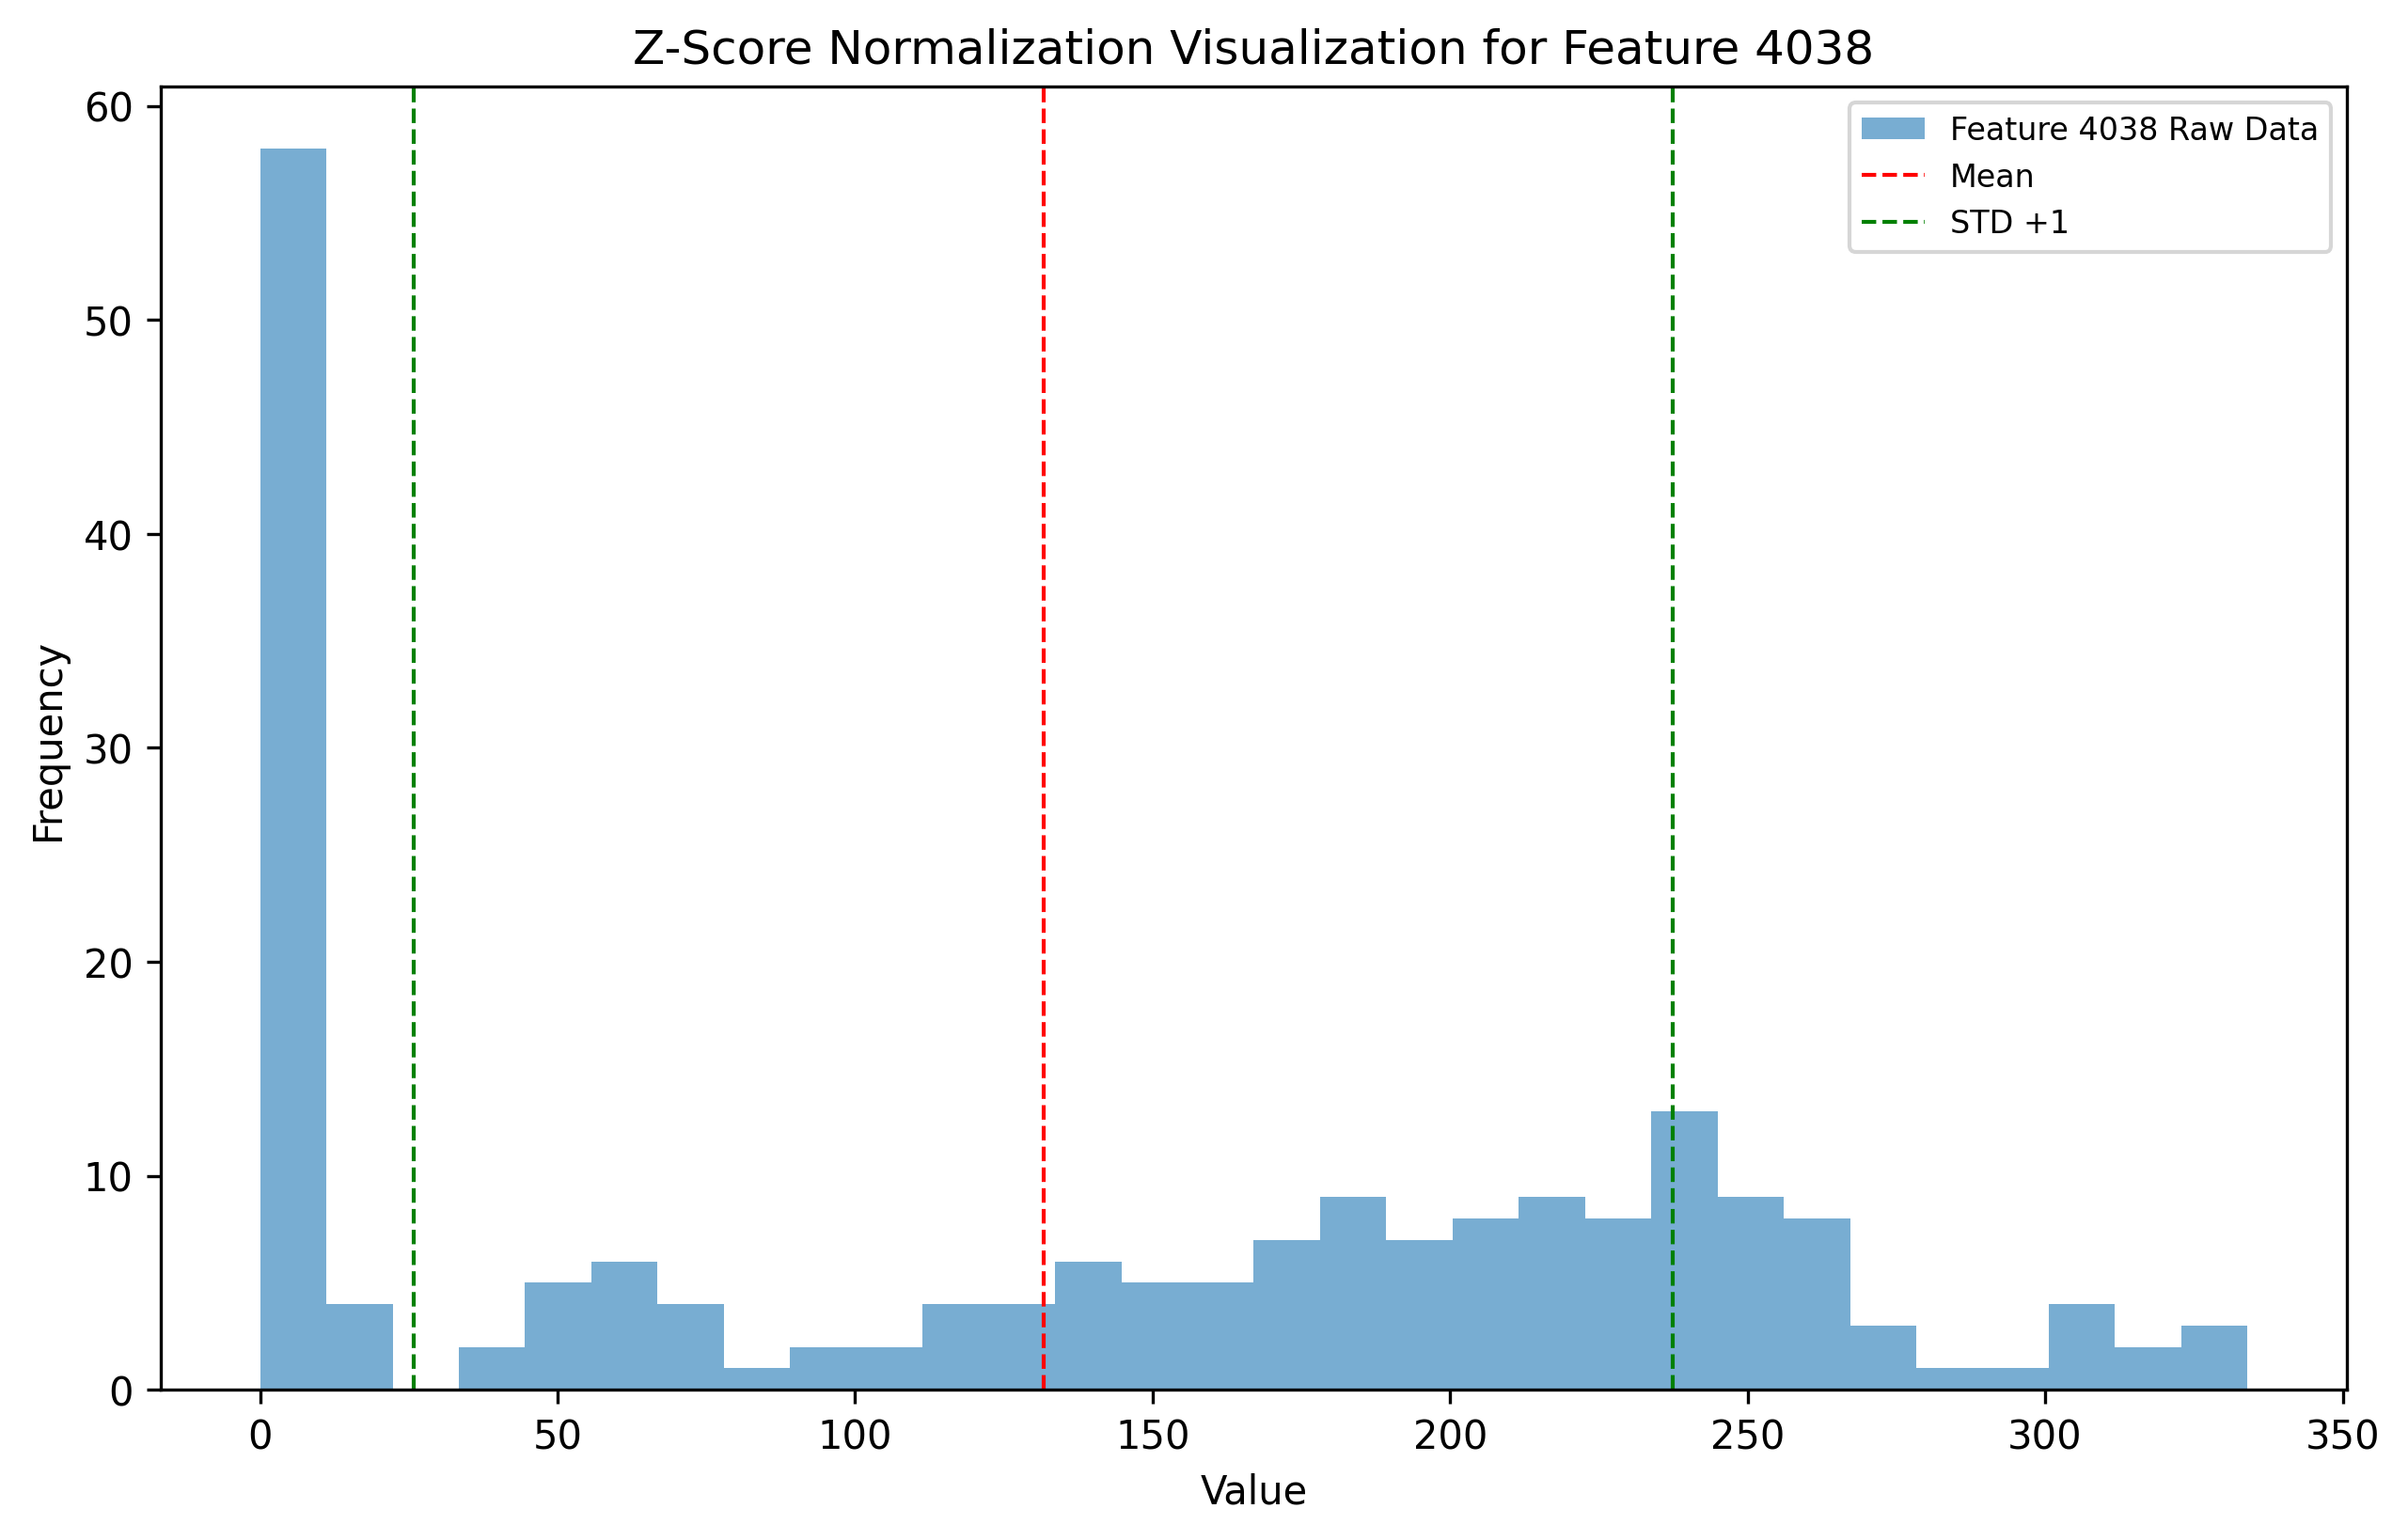 Z-Score Normalization Visualization for Feature 4038
Feature 4038 Raw Data
Mean
STD +1
Frequency
60
50
40
30
20
10
0
0 50 100 150 200 250 300 350
Value